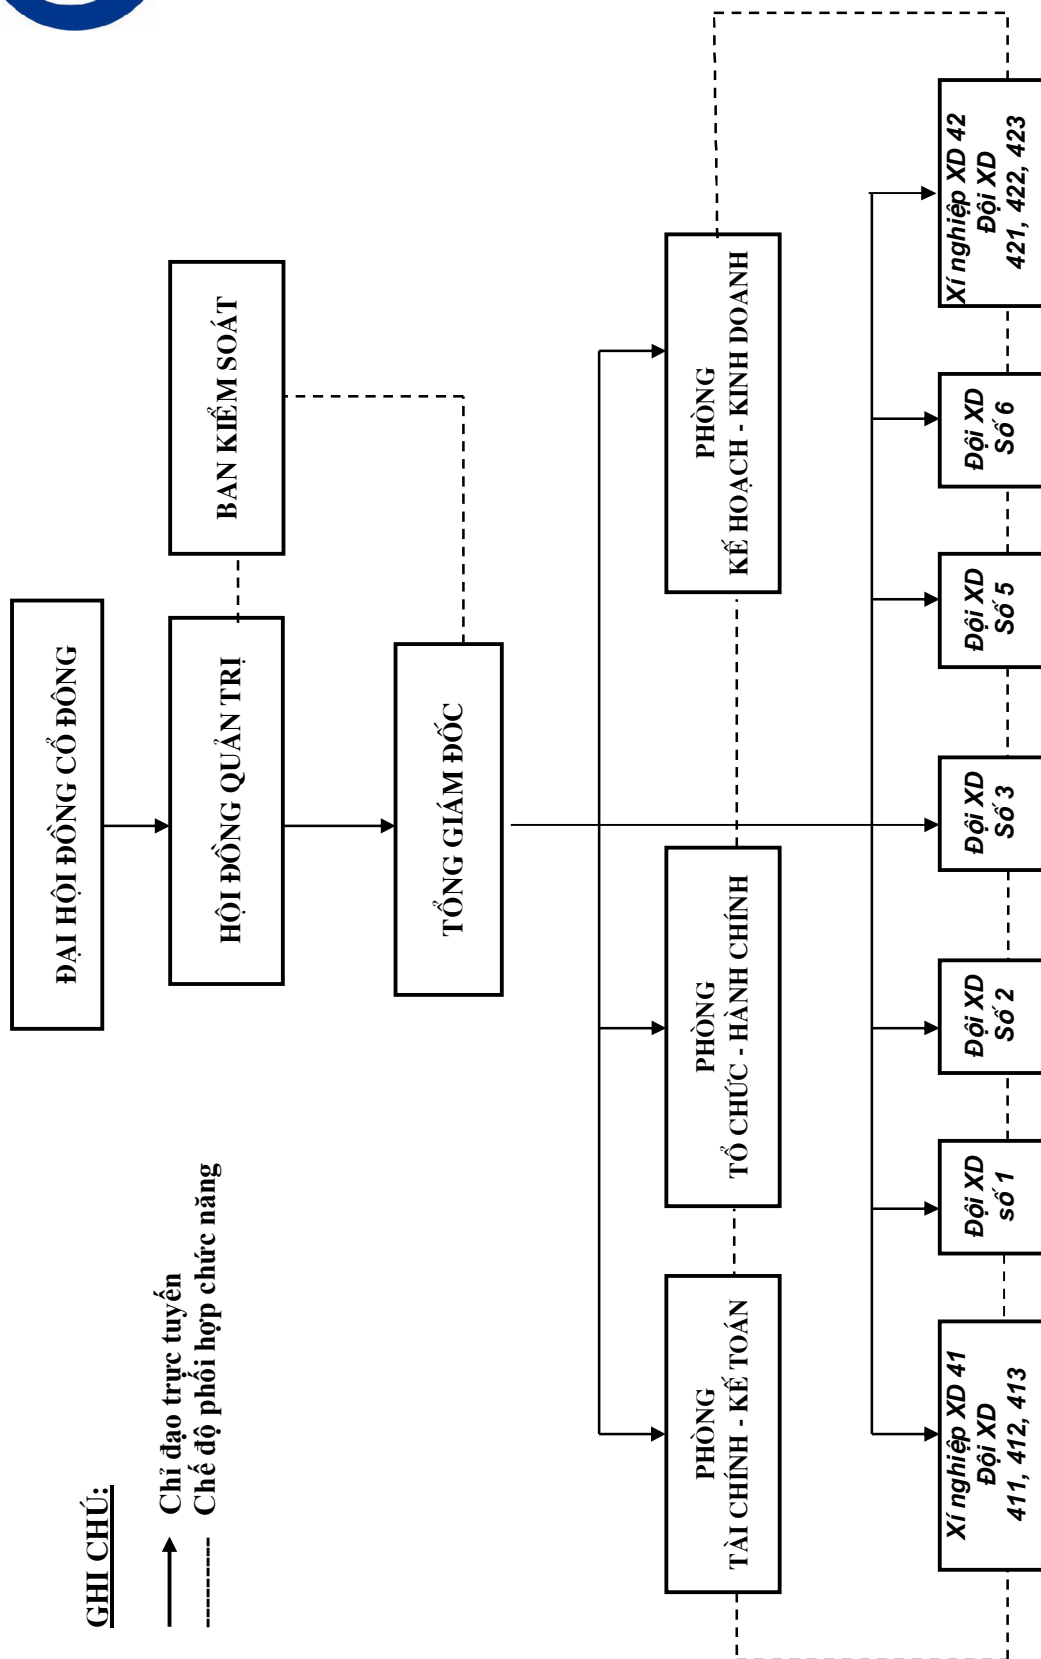 ĐẠI HỘI ĐỒNG CỔ ĐÔNG
HỘI ĐỒNG QUẢN TRỊ
BAN KIỂM SOÁT
TỔNG GIÁM ĐỐC
GHI CHÚ:
Chỉ đạo trực tuyến
Chế độ phối hợp chức năng
PHÒNG
TÀI CHÍNH - KẾ TOÁN
PHÒNG
TỔ CHỨC - HÀNH CHÍNH
PHÒNG
KẾ HOẠCH - KINH DOANH
Xí nghiệp XD 41
Đội XD
411, 412, 413
Đội XD
số 1
Đội XD
Số 2
Đội XD
Số 3
Đội XD
Số 5
Đội XD
Số 6
Xí nghiệp XD 42
Đội XD
421, 422, 423